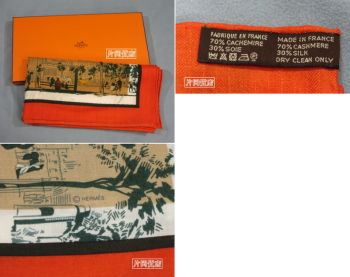 FABRIQUE EN FRANCE
70% CACHEMIRE
30% SOIE
MADE IN FRANCE
70% CASHMERE
30% SILK
DRY CLEAN ONLY
© HERMÈS